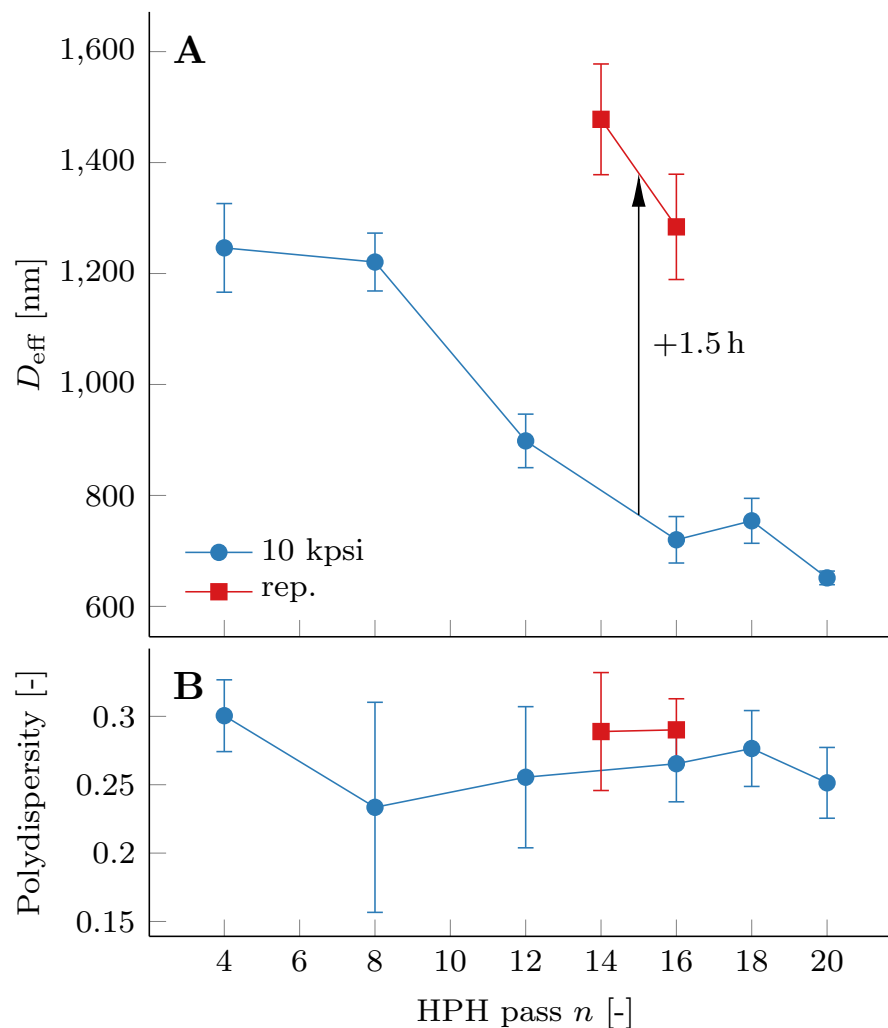 A
1,600
1,400
1,200
1,000
800
600
D_eff [nm]
+1.5 h
10 kpsi
rep.
B
0.3
0.25
0.2
0.15
Polydispersity [-]
4 6 8 10 12 14 16 18 20
HPH pass n [-]